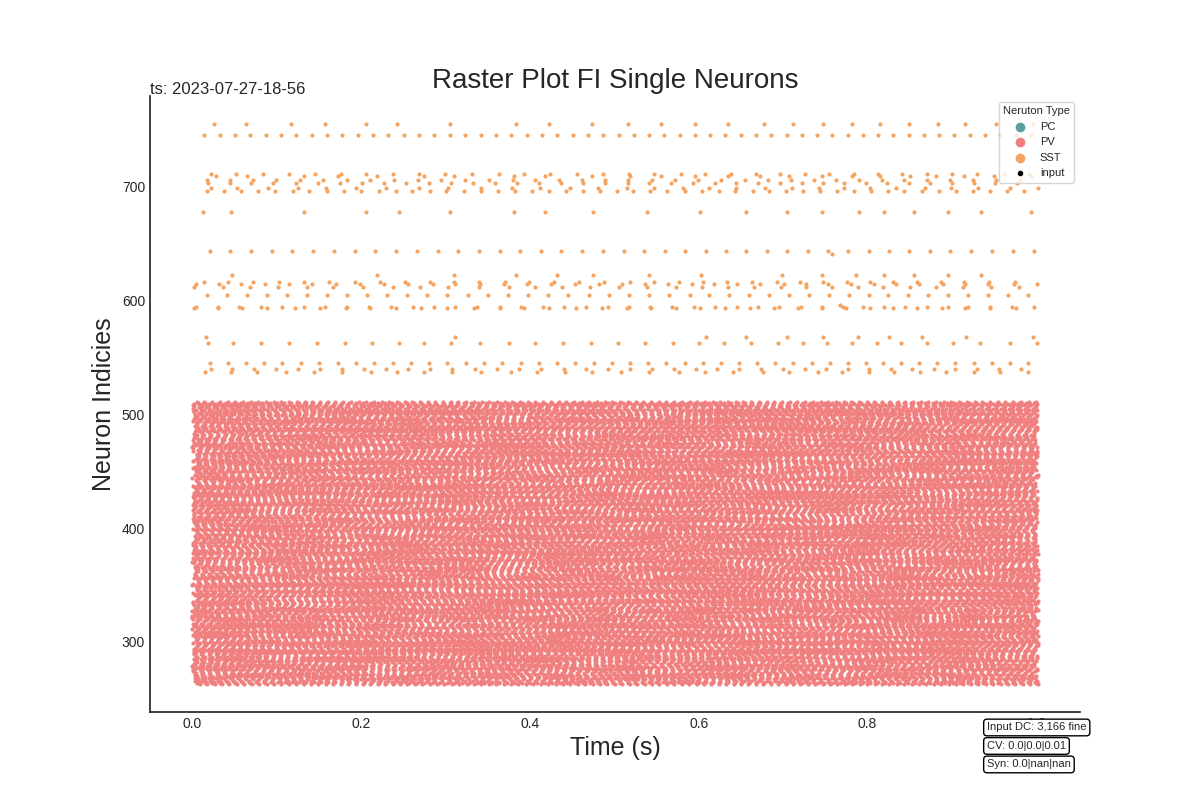 Raster Plot FI Single Neurons
ts: 2023-07-27-18-56
Neruton Type
PC
PV
SST
input
Neuron Indicies
700
600
500
400
300
0.0 0.2 0.4 0.6 0.8
Time (s)
Input DC: 3,166 fine
CV: 0.0|0.0|0.01
Syn: 0.0|nan|nan